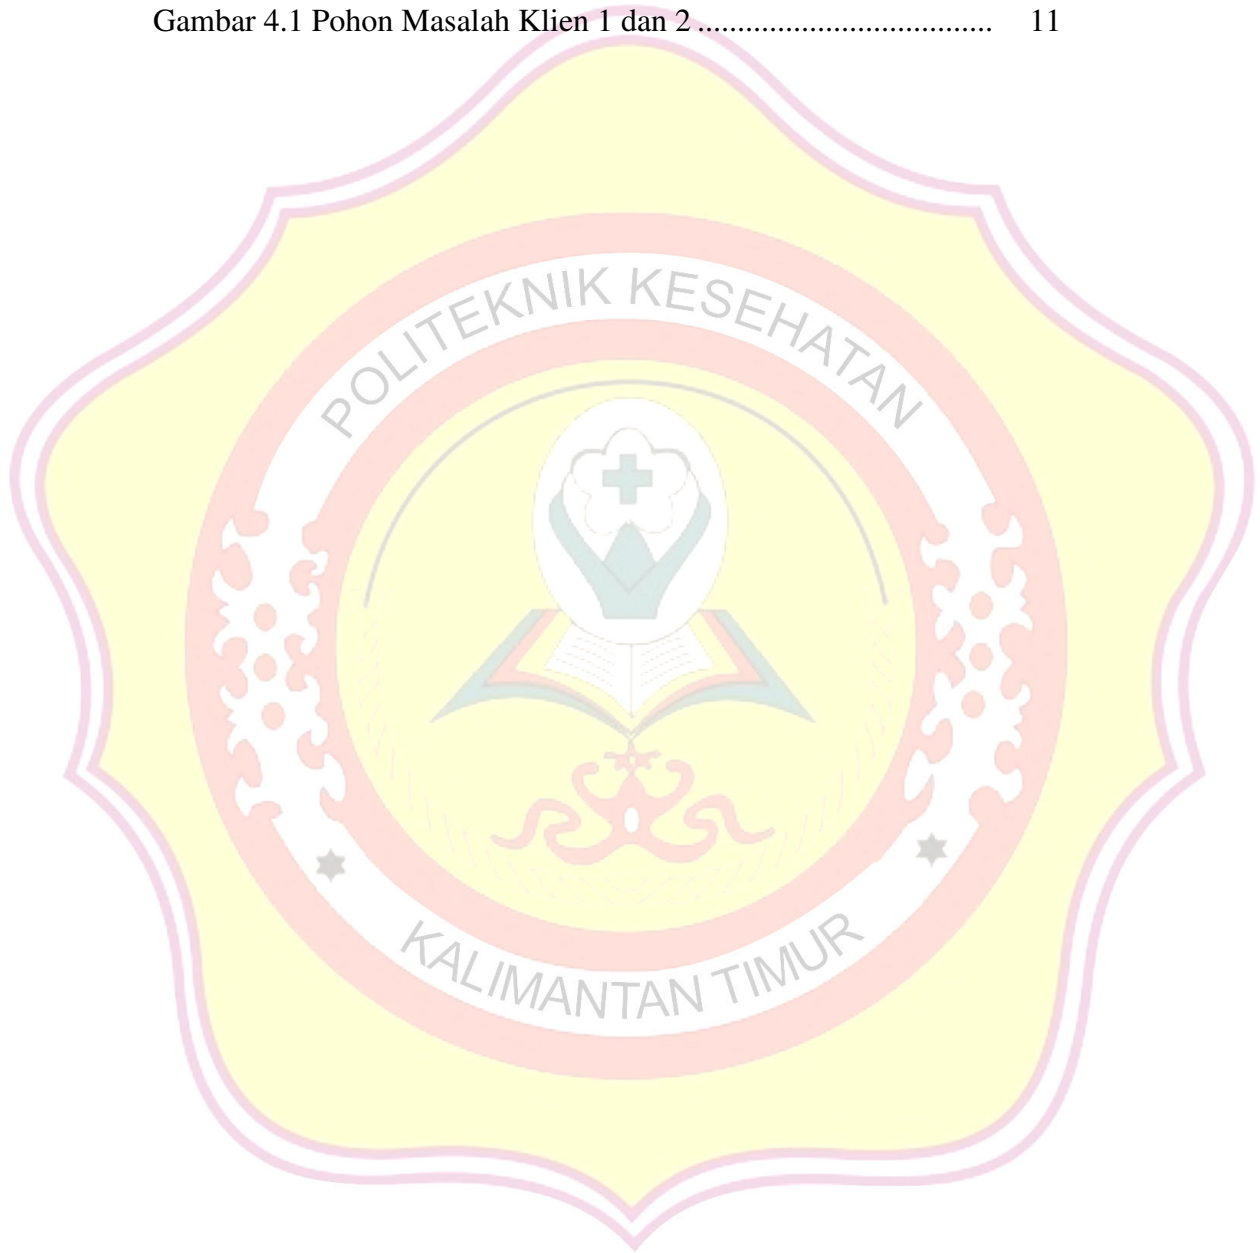 Gambar 4.1 Pohon Masalah Klien 1 dan 2 ..................................... 11
POLITEKNIK KESEHATAN
KALIMANTAN TIMUR